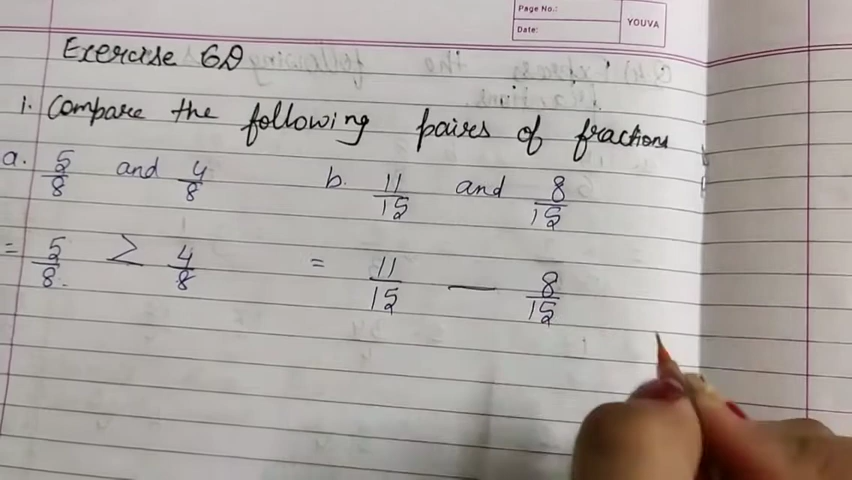 Page No.:
Date:
YOUVA
Exercise 6D
1. Compare the following pairs of fractions
a. 5/8 and 4/8 b. 11/15 and 8/15
= 5/8 > 4/8 = 11/15 — 8/15